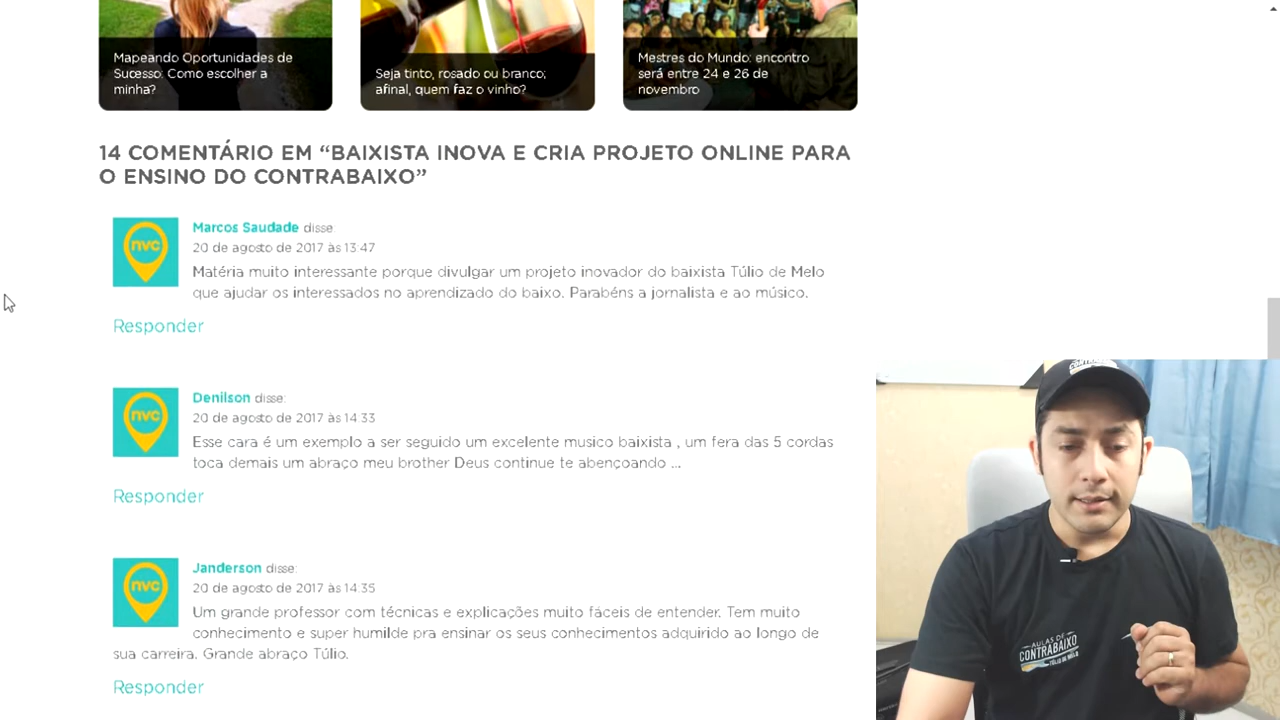 Mapeando Oportunidades de
Sucesso: Como escolher a
minha?
Seja tinto, rosado ou branco;
afinal, quem faz o vinho?
Mestres do Mundo: encontro
será entre 24 e 26 de
novembro
14 COMENTÁRIO EM “BAIXISTA INOVA E CRIA PROJETO ONLINE PARA
O ENSINO DO CONTRABAIXO”
nvc
Marcos Saudade disse:
20 de agosto de 2017 às 13:47
Matéria muito interessante porque divulgar um projeto inovador do baixista Túlio de Melo
que ajudar os interessados no aprendizado do baixo. Parabéns a jornalista e ao músico.
Responder
nvc
Denilson disse:
20 de agosto de 2017 às 14:33
Esse cara é um exemplo a ser seguido um excelente musico baixista , um fera das 5 cordas
toca demais um abraço meu brother Deus continue te abençoando ...
Responder
nvc
Janderson disse:
20 de agosto de 2017 às 14:35
Um grande professor com técnicas e explicações muito fáceis de entender. Tem muito
conhecimento e super humilde pra ensinar os seus conhecimentos adquirido ao longo de
sua carreira. Grande abraço Túlio.
Responder
AULAS DE
CONTRABAIXO
TÚLIO DE MELO